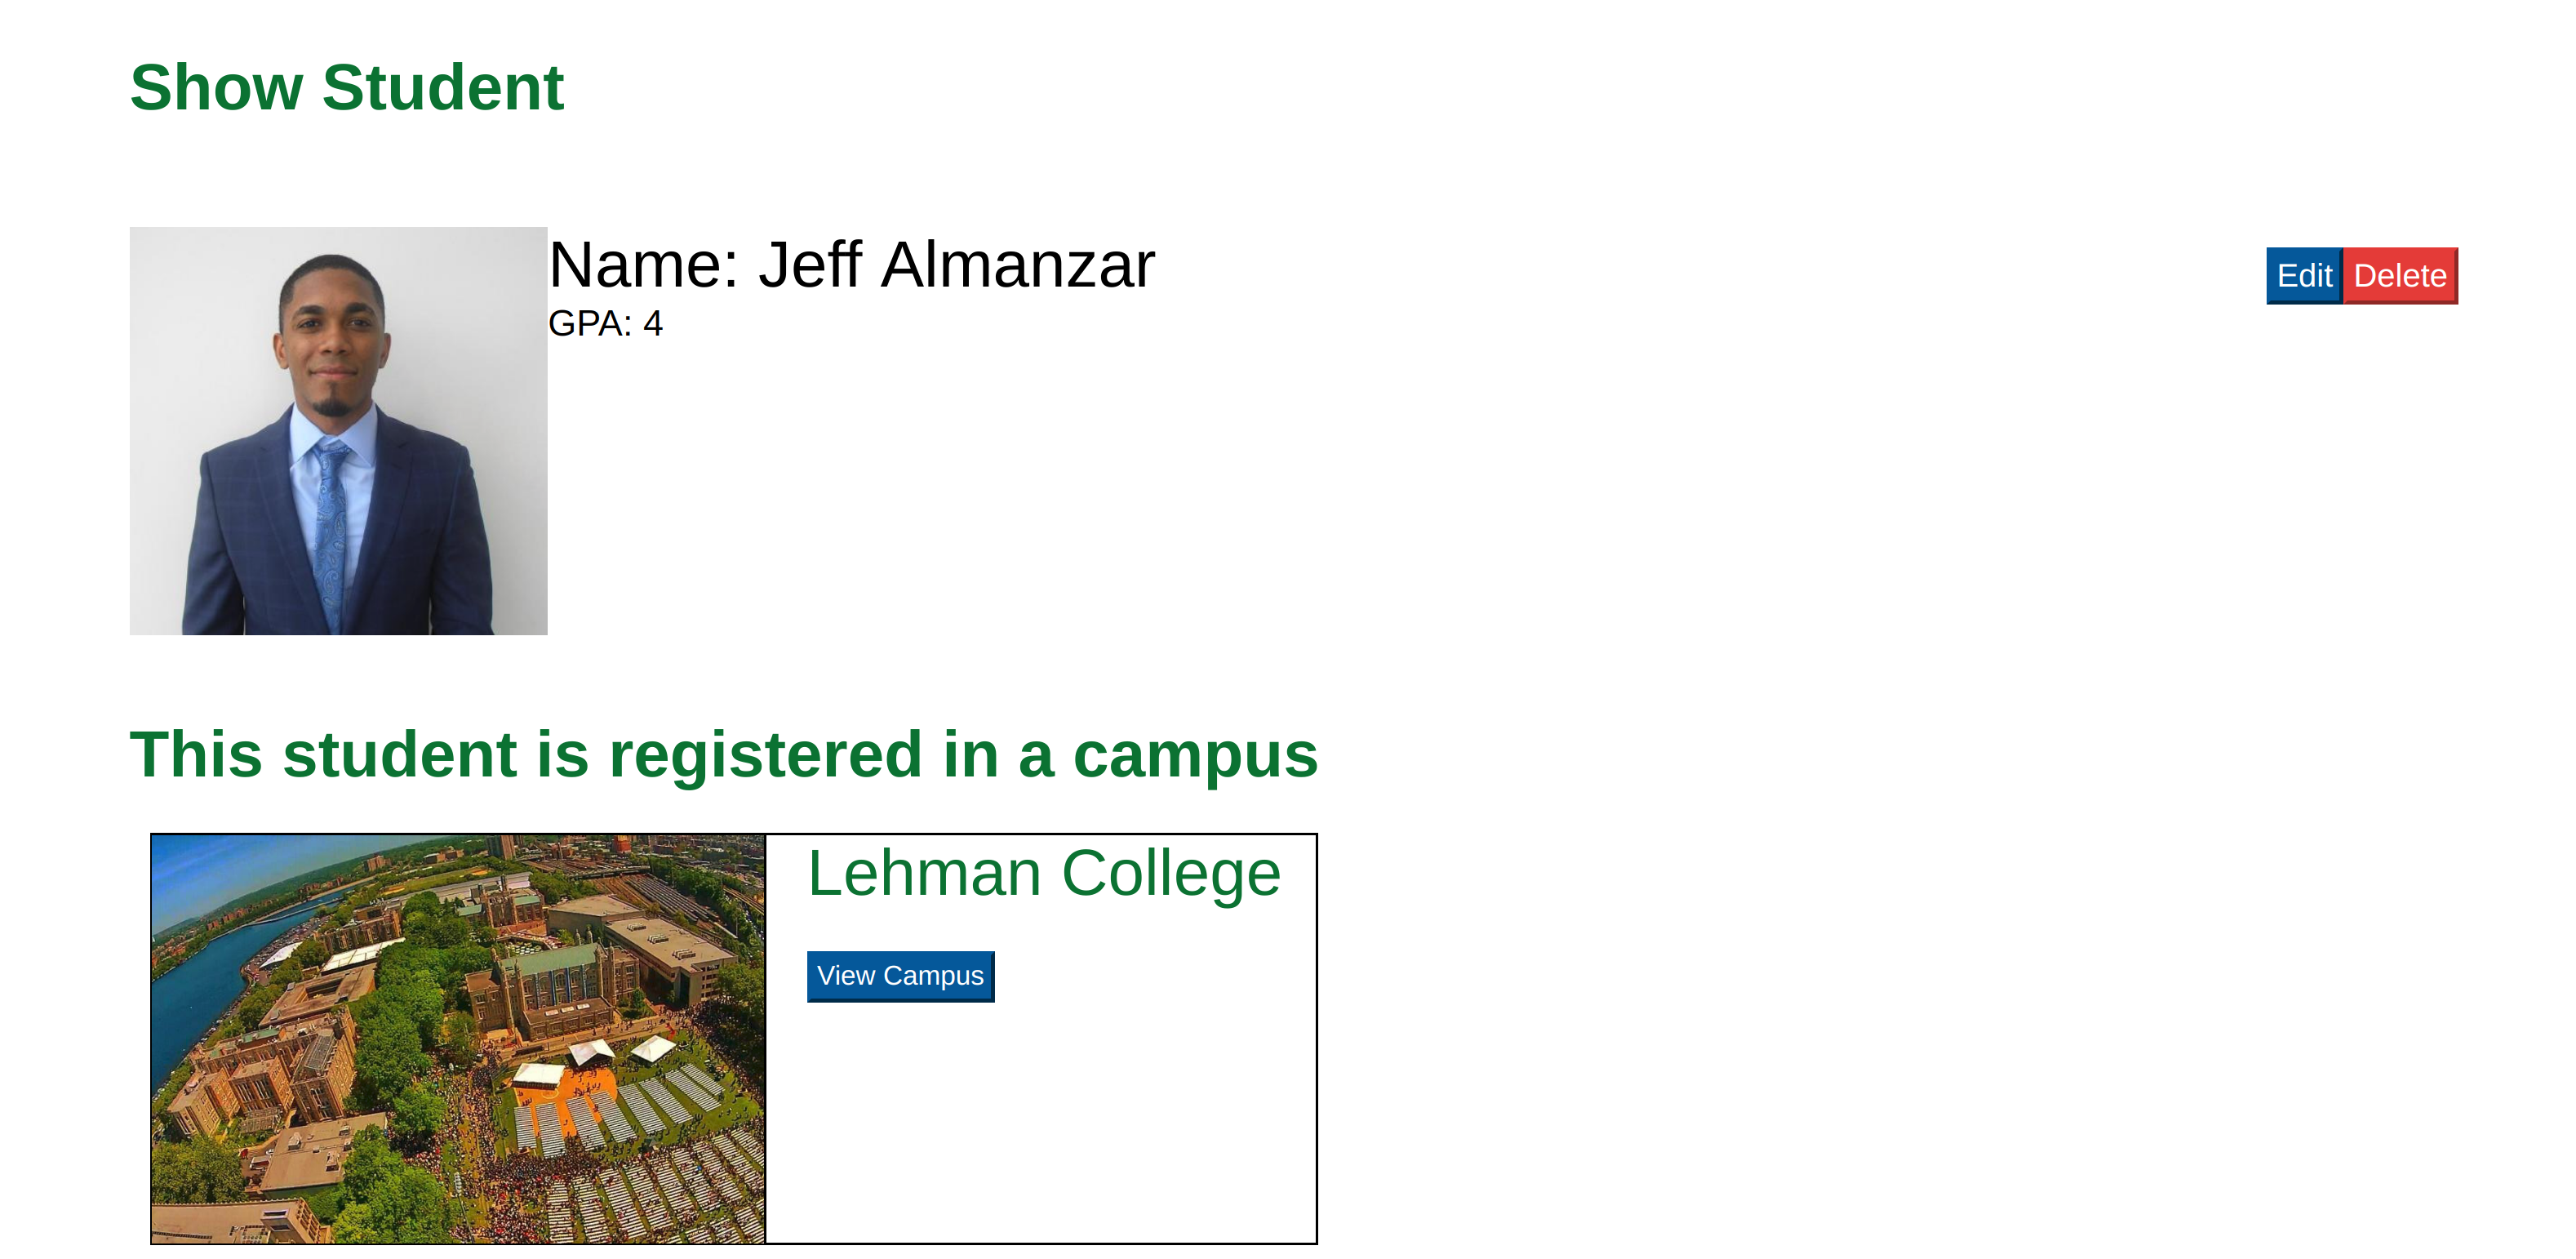 Show Student
Name: Jeff Almanzar
Edit Delete
GPA: 4
This student is registered in a campus
Lehman College
View Campus